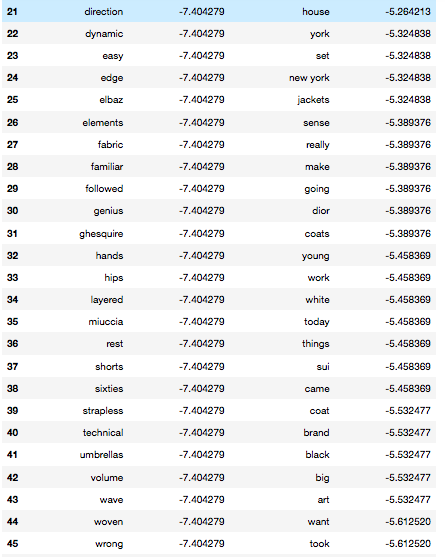 21 direction -7.404279 house -5.264213
22 dynamic -7.404279 york -5.324838
23 easy -7.404279 set -5.324838
24 edge -7.404279 new york -5.324838
25 elbaz -7.404279 jackets -5.324838
26 elements -7.404279 sense -5.389376
27 fabric -7.404279 really -5.389376
28 familiar -7.404279 make -5.389376
29 followed -7.404279 going -5.389376
30 genius -7.404279 dior -5.389376
31 ghesquire -7.404279 coats -5.389376
32 hands -7.404279 young -5.458369
33 hips -7.404279 work -5.458369
34 layered -7.404279 white -5.458369
35 miuccia -7.404279 today -5.458369
36 rest -7.404279 things -5.458369
37 shorts -7.404279 sui -5.458369
38 sixties -7.404279 came -5.458369
39 strapless -7.404279 coat -5.532477
40 technical -7.404279 brand -5.532477
41 umbrellas -7.404279 black -5.532477
42 volume -7.404279 big -5.532477
43 wave -7.404279 art -5.532477
44 woven -7.404279 want -5.612520
45 wrong -7.404279 took -5.612520